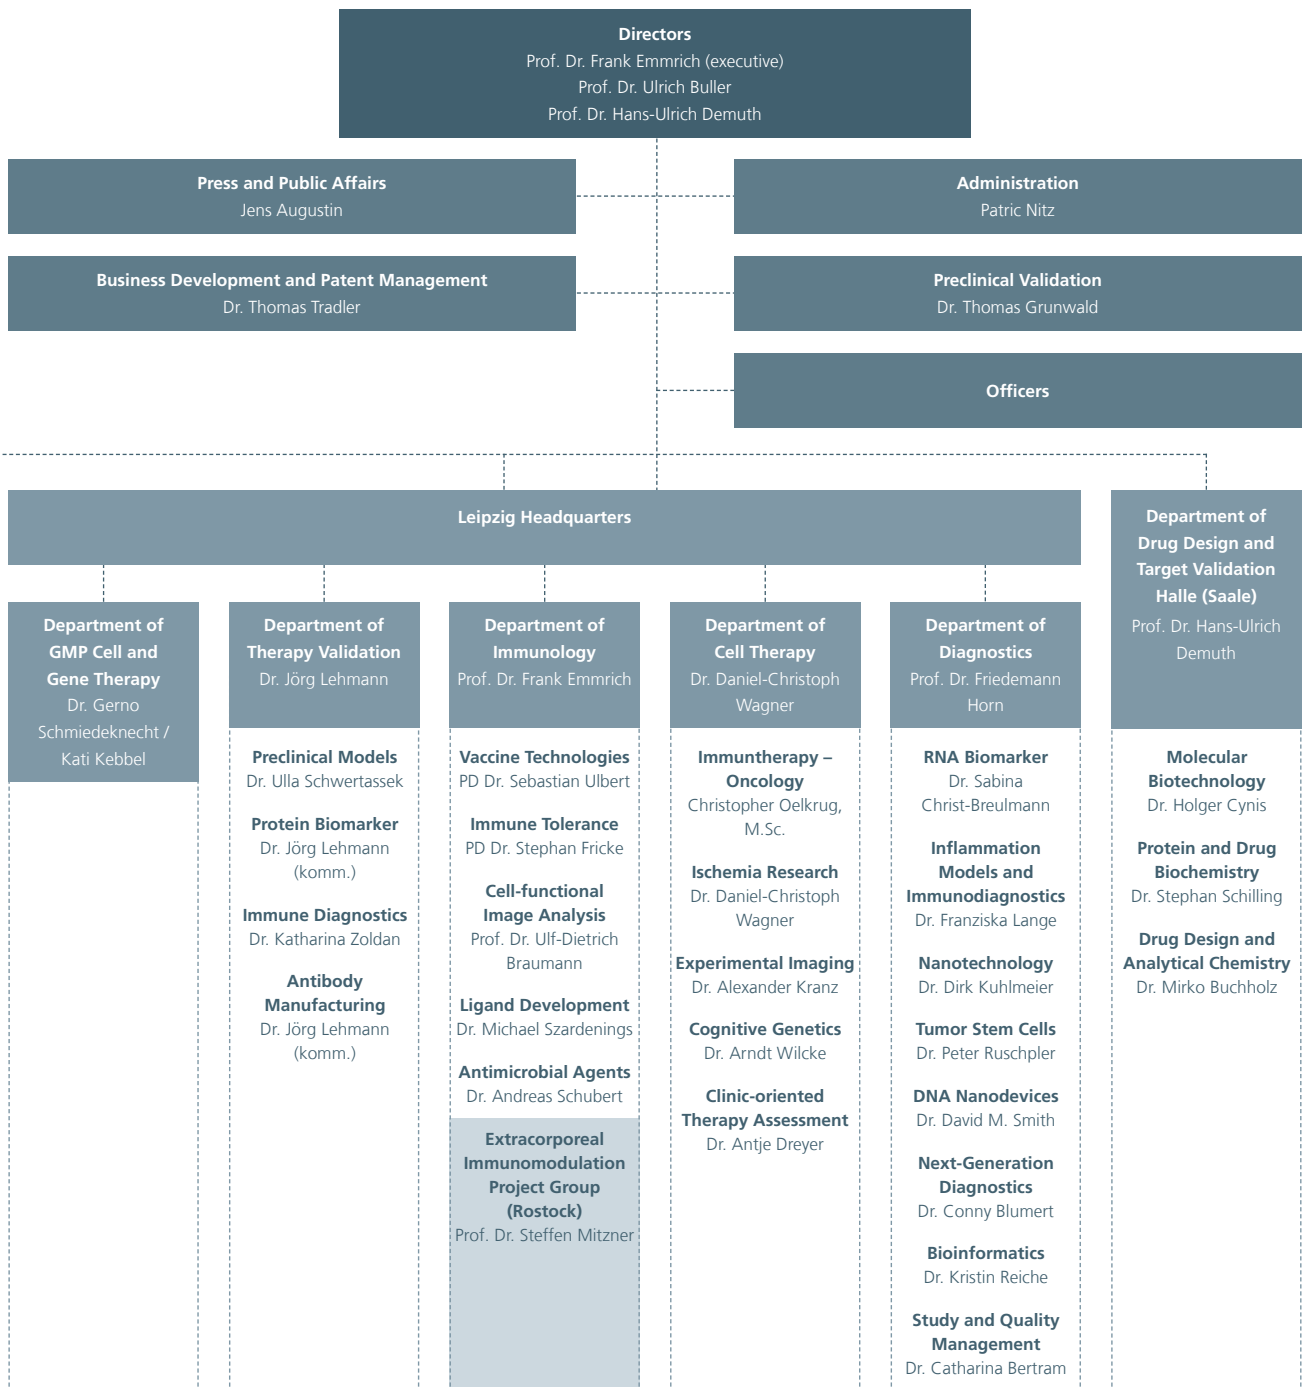 Directors
Prof. Dr. Frank Emmrich (executive)
Prof. Dr. Ulrich Buller
Prof. Dr. Hans-Ulrich Demuth
Press and Public Affairs
Jens Augustin
Administration
Patric Nitz
Business Development and Patent Management
Dr. Thomas Tradler
Preclinical Validation
Dr. Thomas Grunwald
Officers
Leipzig Headquarters
Department of
GMP Cell and
Gene Therapy
Dr. Gerno
Schmiedeknecht /
Kati Kebbel
Department of
Therapy Validation
Dr. Jörg Lehmann
Preclinical Models
Dr. Ulla Schwertassek
Protein Biomarker
Dr. Jörg Lehmann
(komm.)
Immune Diagnostics
Dr. Katharina Zoldan
Antibody
Manufacturing
Dr. Jörg Lehmann
(komm.)
Department of
Immunology
Prof. Dr. Frank Emmrich
Vaccine Technologies
PD Dr. Sebastian Ulbert
Immune Tolerance
PD Dr. Stephan Fricke
Cell-functional
Image Analysis
Prof. Dr. Ulf-Dietrich
Braumann
Ligand Development
Dr. Michael Szardenings
Antimicrobial Agents
Dr. Andreas Schubert
Extracorporeal
Immunomodulation
Project Group
(Rostock)
Prof. Dr. Steffen Mitzner
Department of
Cell Therapy
Dr. Daniel-Christoph
Wagner
Immuntherapy –
Oncology
Christopher Oelkrug,
M.Sc.
Ischemia Research
Dr. Daniel-Christoph
Wagner
Experimental Imaging
Dr. Alexander Kranz
Cognitive Genetics
Dr. Arndt Wilcke
Clinic-oriented
Therapy Assessment
Dr. Antje Dreyer
Department of
Diagnostics
Prof. Dr. Friedemann
Horn
RNA Biomarker
Dr. Sabina
Christ-Breulmann
Inflammation
Models and
Immunodiagnostics
Dr. Franziska Lange
Nanotechnology
Dr. Dirk Kuhlmeier
Tumor Stem Cells
Dr. Peter Ruschpler
DNA Nanodevices
Dr. David M. Smith
Next-Generation
Diagnostics
Dr. Conny Blumert
Bioinformatics
Dr. Kristin Reiche
Study and Quality
Management
Dr. Catharina Bertram
Department of
Drug Design and
Target Validation
Halle (Saale)
Prof. Dr. Hans-Ulrich
Demuth
Molecular
Biotechnology
Dr. Holger Cynis
Protein and Drug
Biochemistry
Dr. Stephan Schilling
Drug Design and
Analytical Chemistry
Dr. Mirko Buchholz